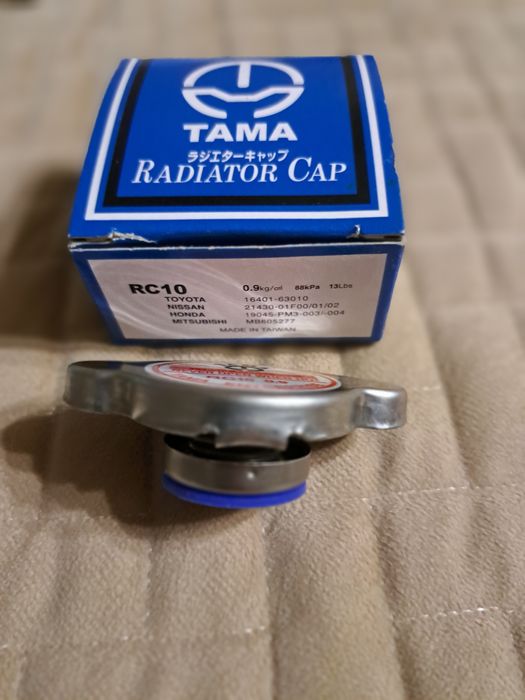 TAMA
ラジエターキャップ
RADIATOR CAP
RC10 0.9kg/cm² 88kPa 13Lbs
TOYOTA 16401-63010
NISSAN 21430-01F00/01/02
HONDA 19045-PM3-003/-004
MITSUBISHI MB605277
MADE IN TAIWAN